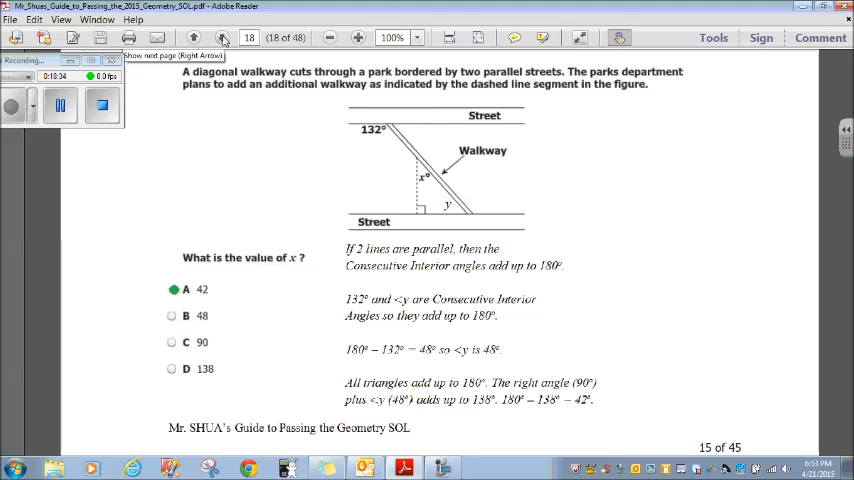 Mr_Shuas_Guide_to_Passing_the_2015_Geometry_SOL.pdf - Adobe Reader
File Edit View Window Help
18 (18 of 48) 100% Tools Sign Comment
Show next page (Right Arrow)
0:18:34
A diagonal walkway cuts through a park bordered by two parallel streets. The parks department
plans to add an additional walkway as indicated by the dashed line segment in the figure.
Street
132°
Walkway
x°
y
Street
What is the value of x ?
A 42
B 48
C 90
D 138
If 2 lines are parallel, then the
Consecutive Interior angles add up to 180°.
132° and <y are Consecutive Interior
Angles so they add up to 180°.
180° – 132° = 48° so <y is 48°.
All triangles add up to 180°. The right angle (90°)
plus <y (48°) adds up to 138°. 180° – 138° – 42°.
Mr. SHUA's Guide to Passing the Geometry SOL
15 of 45
6:53 PM
4/21/2015